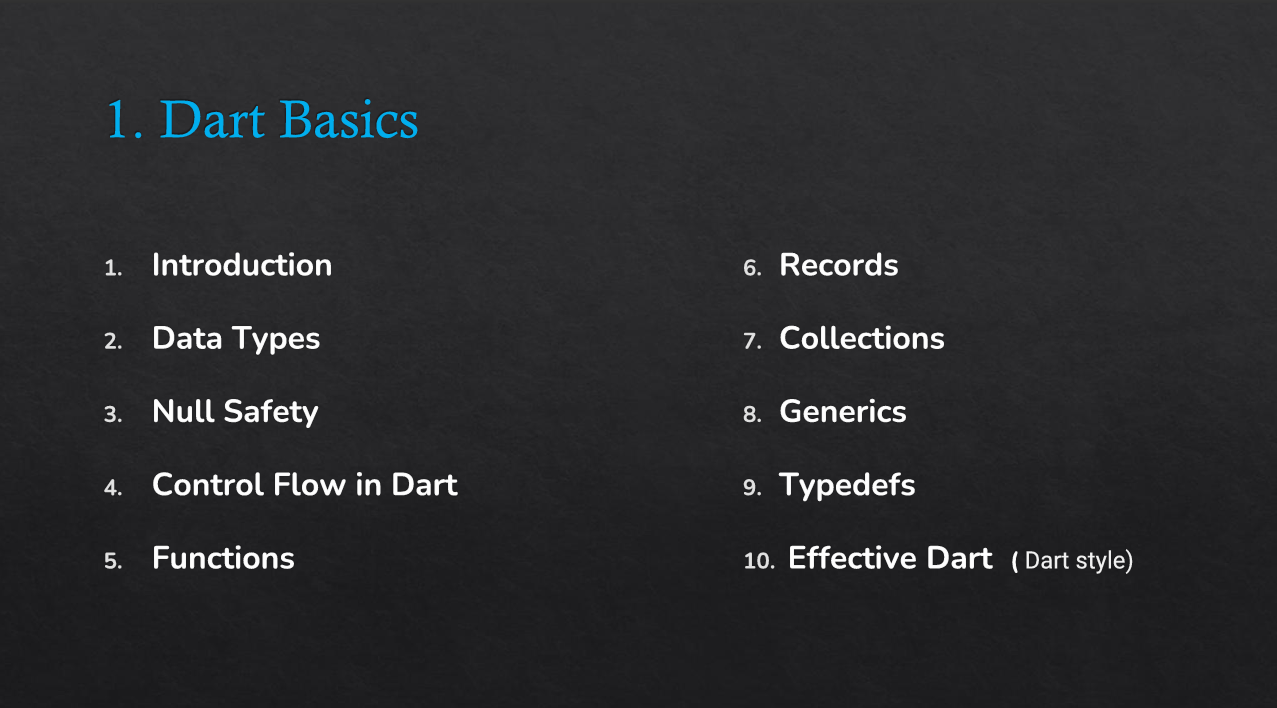 1. Dart Basics
1. Introduction
2. Data Types
3. Null Safety
4. Control Flow in Dart
5. Functions
6. Records
7. Collections
8. Generics
9. Typedefs
10. Effective Dart ( Dart style)